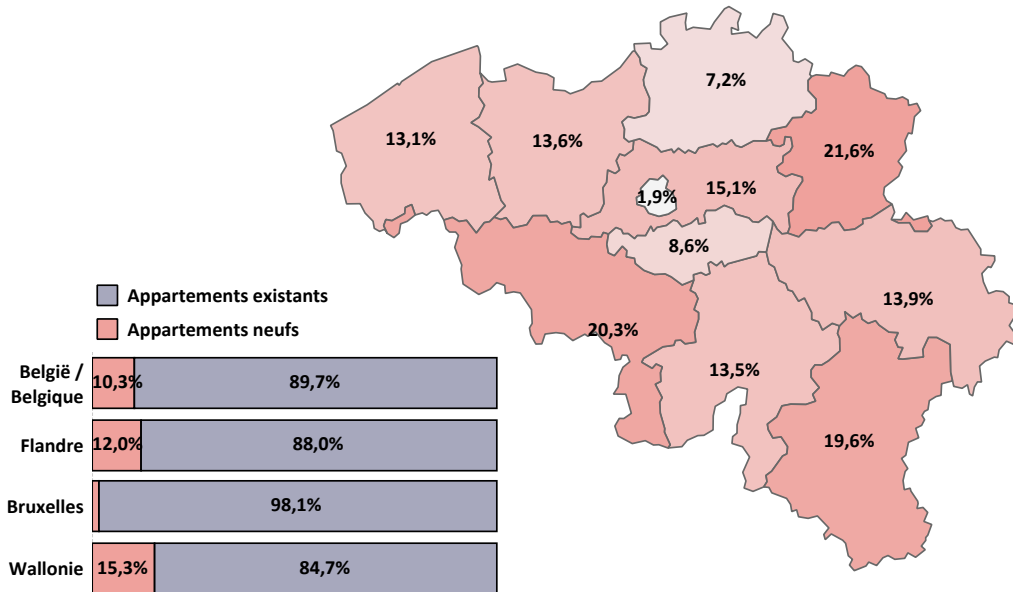 7,2%
13,1%
13,6%
21,6%
1,9%
15,1%
8,6%
13,9%
20,3%
13,5%
19,6%
Appartements existants
Appartements neufs
België /
Belgique
10,3%
89,7%
Flandre
12,0%
88,0%
Bruxelles
98,1%
Wallonie
15,3%
84,7%